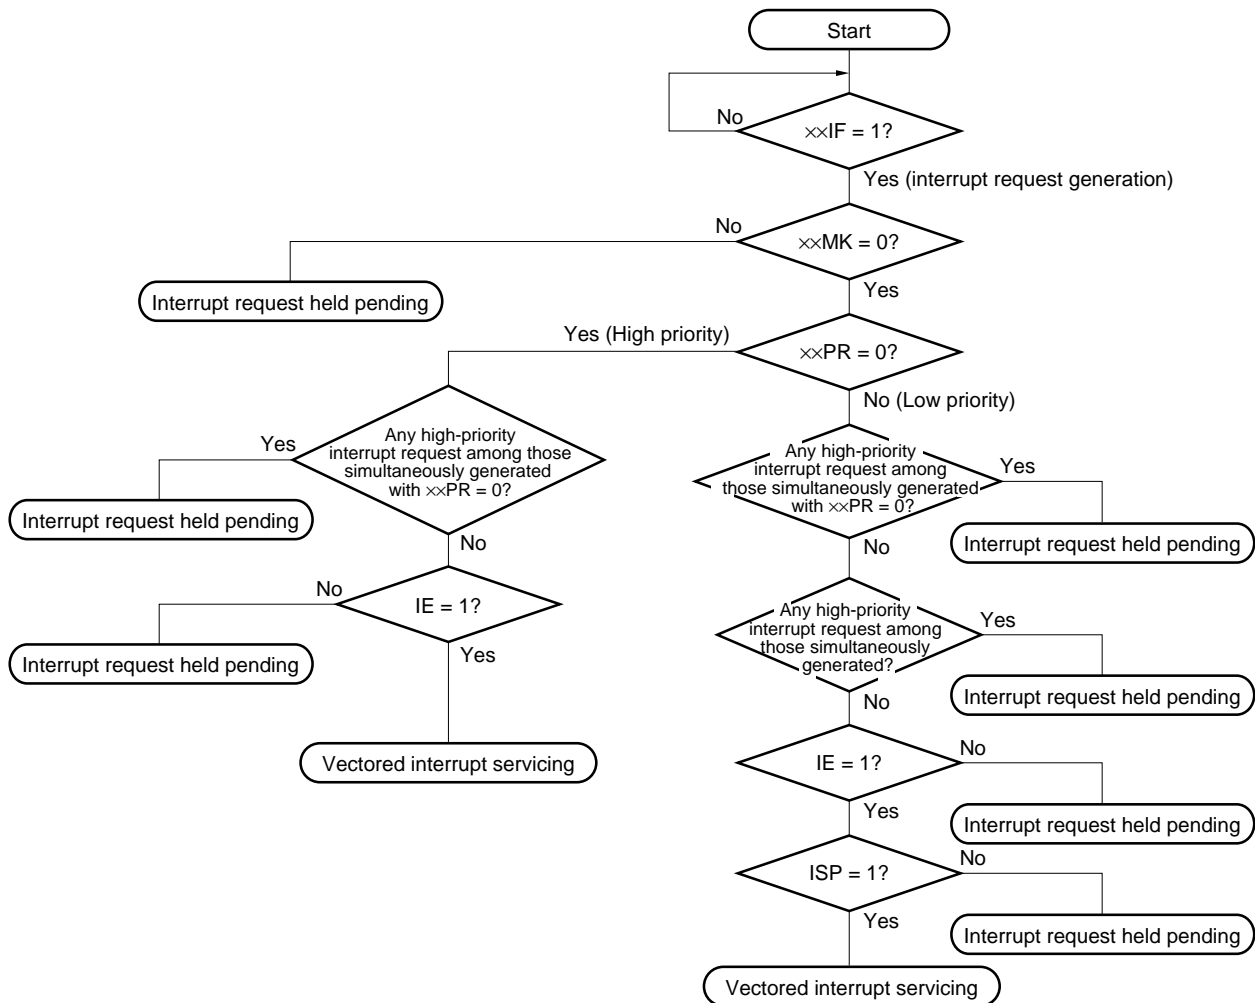 Start
No
××IF = 1?
Yes (interrupt request generation)
No
××MK = 0?
Interrupt request held pending
Yes
Yes (High priority)
××PR = 0?
No (Low priority)
Yes
Any high-priority
interrupt request among those
simultaneously generated
with ××PR = 0?
Any high-priority
interrupt request among
those simultaneously generated
with ××PR = 0?
Yes
Interrupt request held pending
Interrupt request held pending
No
No
No
IE = 1?
Any high-priority
interrupt request among
those simultaneously
generated?
Yes
Interrupt request held pending
Yes
Interrupt request held pending
No
Vectored interrupt servicing
IE = 1?
No
Yes
Interrupt request held pending
ISP = 1?
No
Yes
Interrupt request held pending
Vectored interrupt servicing